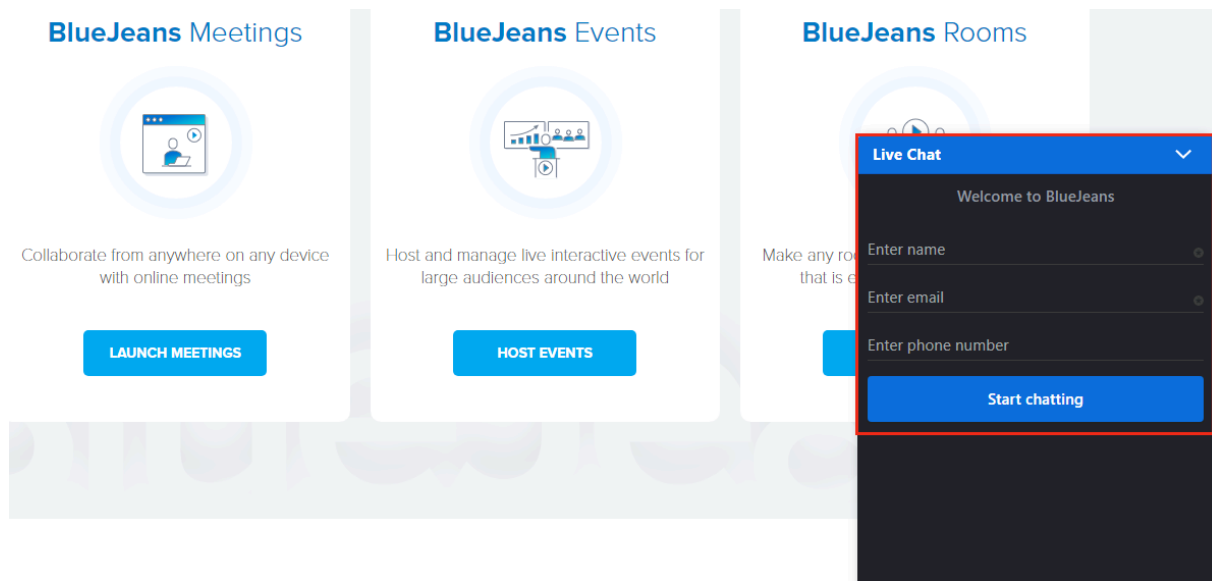 BlueJeans Meetings
Collaborate from anywhere on any device
with online meetings
LAUNCH MEETINGS
BlueJeans Events
Host and manage live interactive events for
large audiences around the world
HOST EVENTS
BlueJeans Rooms
Make any
that is
Live Chat
Welcome to BlueJeans
Enter name
Enter email
Enter phone number
Start chatting